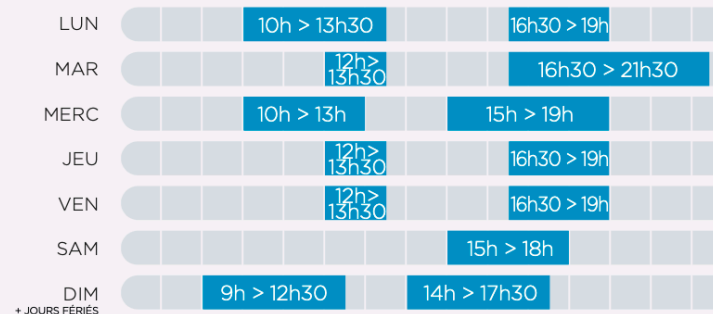 LUN 10h > 13h30 16h30 > 19h
MAR 12h> 13h30 16h30 > 21h30
MERC 10h > 13h 15h > 19h
JEU 12h> 13h30 16h30 > 19h
VEN 12h> 13h30 16h30 > 19h
SAM 15h > 18h
DIM 9h > 12h30 14h > 17h30
+ JOURS FÉRIÉS